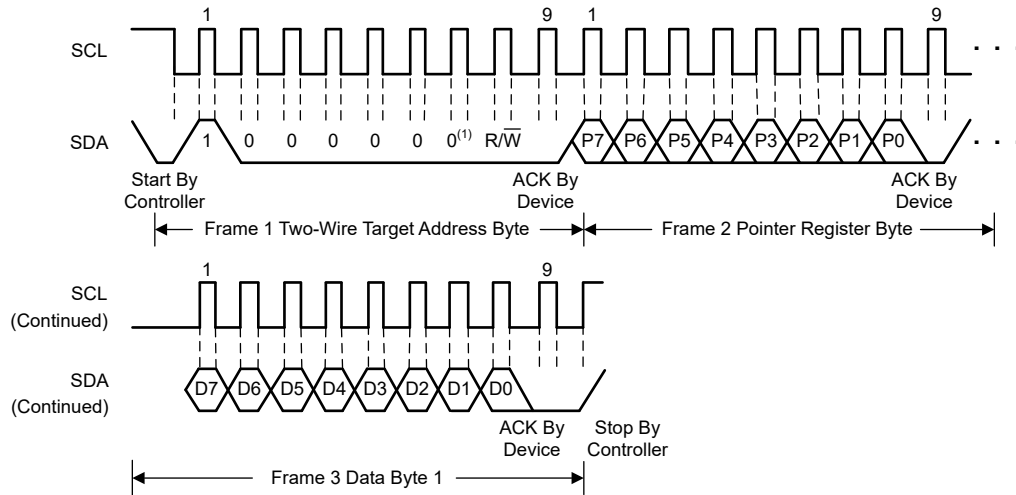 1 9 1 9
SCL
SDA
1 0 0 0 0 0 0(1) R/W P7 P6 P5 P4 P3 P2 P1 P0
Start By
Controller
ACK By
Device
ACK By
Device
Frame 1 Two-Wire Target Address Byte
Frame 2 Pointer Register Byte
1 9
SCL
(Continued)
SDA
(Continued)
D7 D6 D5 D4 D3 D2 D1 D0
ACK By
Device
Stop By
Controller
Frame 3 Data Byte 1